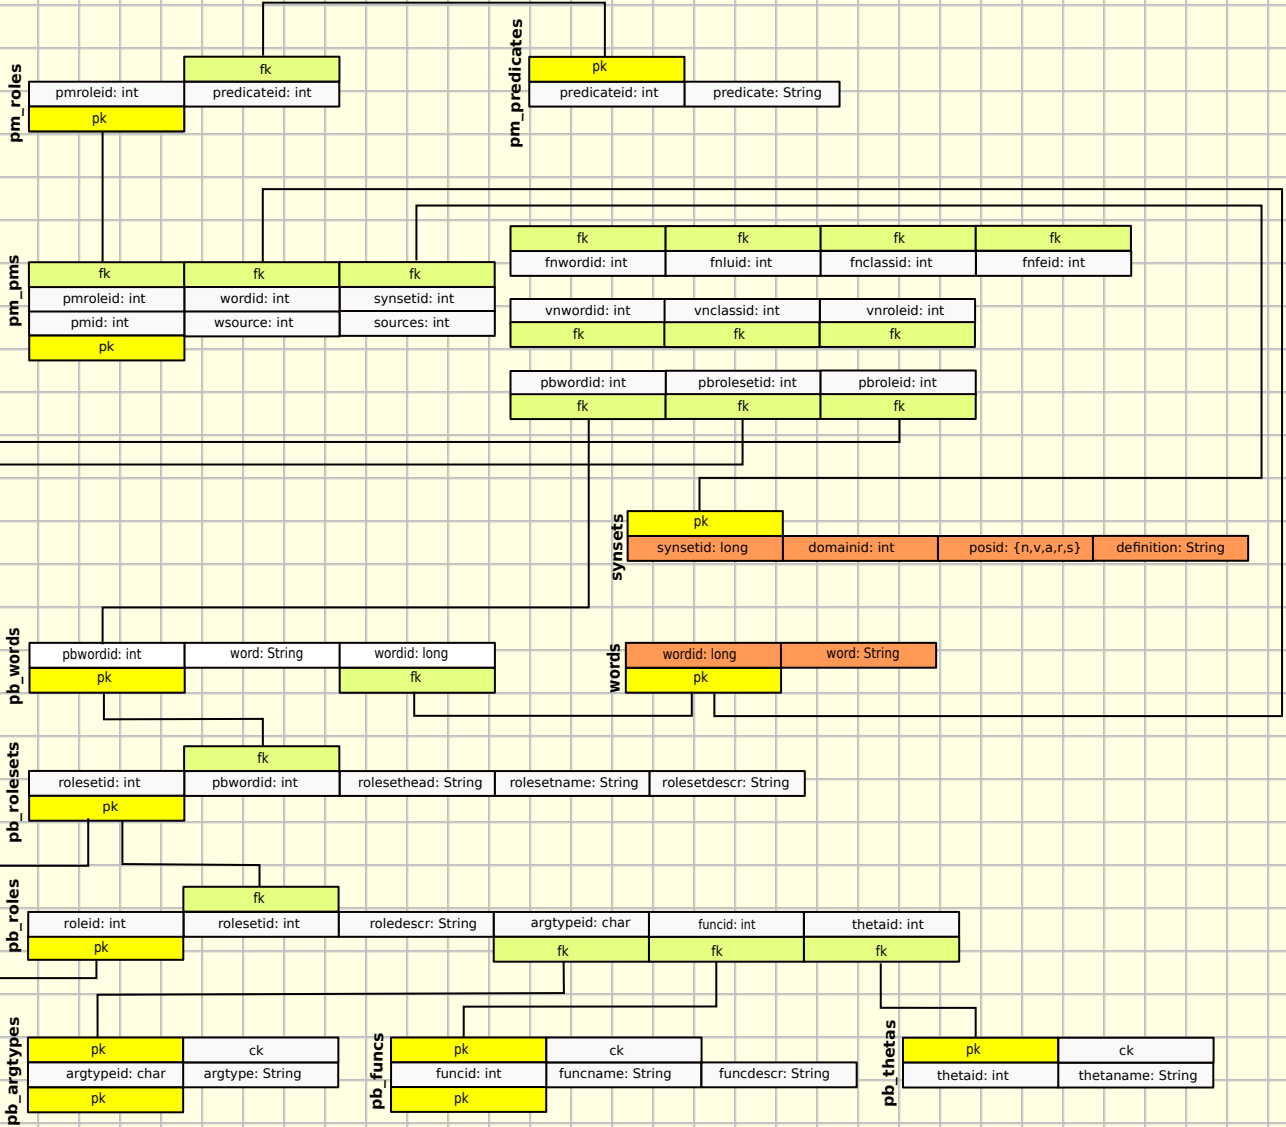 pm_roles
fk
pmroleid: int predicateid: int
pk
pm_predicates
pk
predicateid: int predicate: String
pm_pms
fk fk fk
pmroleid: int wordid: int synsetid: int
pmid: int wsource: int sources: int
pk
fk fk fk fk
fnwordid: int fnluid: int fnclassid: int fnfeid: int
vnwordid: int vnclassid: int vnroleid: int
fk fk fk
pbwordid: int pbrolesetid: int pbroleid: int
fk fk fk
synsets
pk
synsetid: long domainid: int posid: {n,v,a,r,s} definition: String
pb_words
pbwordid: int word: String wordid: long
pk fk
words
wordid: long word: String
pk
pb_rolesets
fk
rolesetid: int pbwordid: int rolesethead: String rolesetname: String rolesetdescr: String
pk
pb_roles
fk
roleid: int rolesetid: int roledescr: String argtypeid: char funcid: int thetaid: int
pk fk fk fk
pb_argtypes
pk ck
argtypeid: char argtype: String
pk
pb_funcs
pk ck
funcid: int funcname: String funcdescr: String
pk
pb_thetas
pk ck
thetaid: int thetaname: String